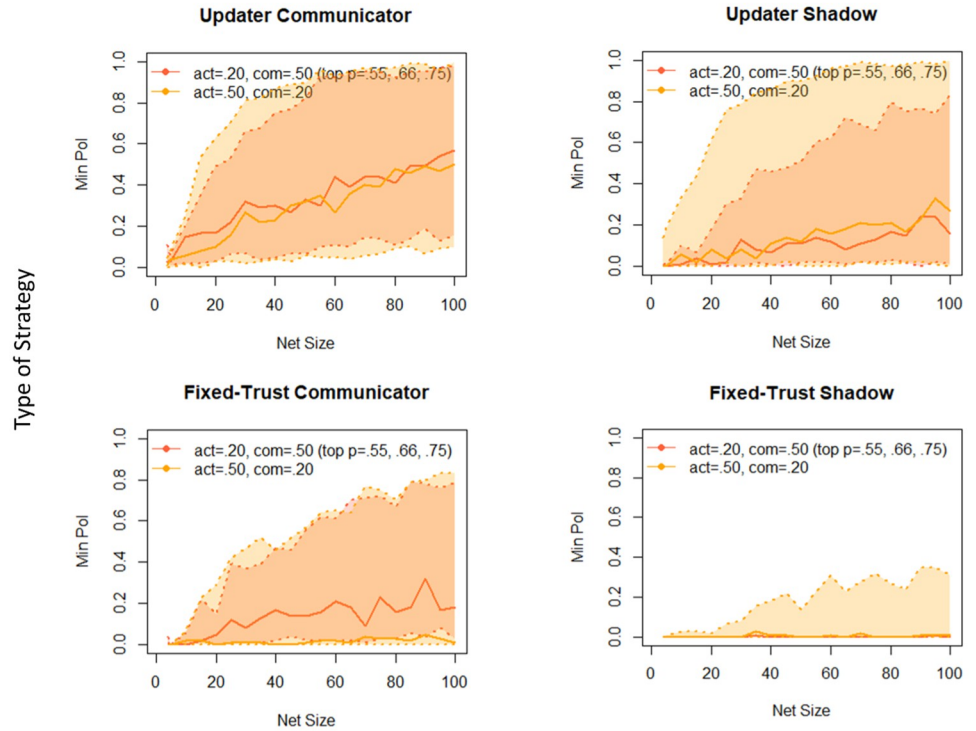 Updater Communicator
Updater Shadow
act=.20, com=.50 (top p=.55, .66, .75)
act=.50, com=.20
act=.20, com=.50 (top p=.55, .66, .75)
act=.50, com=.20
Min Pol
0.0 0.2 0.4 0.6 0.8 1.0
Min Pol
0.0 0.2 0.4 0.6 0.8 1.0
0 20 40 60 80 100
0 20 40 60 80 100
Net Size
Net Size
Type of Strategy
Fixed-Trust Communicator
Fixed-Trust Shadow
act=.20, com=.50 (top p=.55, .66, .75)
act=.50, com=.20
act=.20, com=.50 (top p=.55, .66, .75)
act=.50, com=.20
Min Pol
0.0 0.2 0.4 0.6 0.8 1.0
Min Pol
0.0 0.2 0.4 0.6 0.8 1.0
0 20 40 60 80 100
0 20 40 60 80 100
Net Size
Net Size